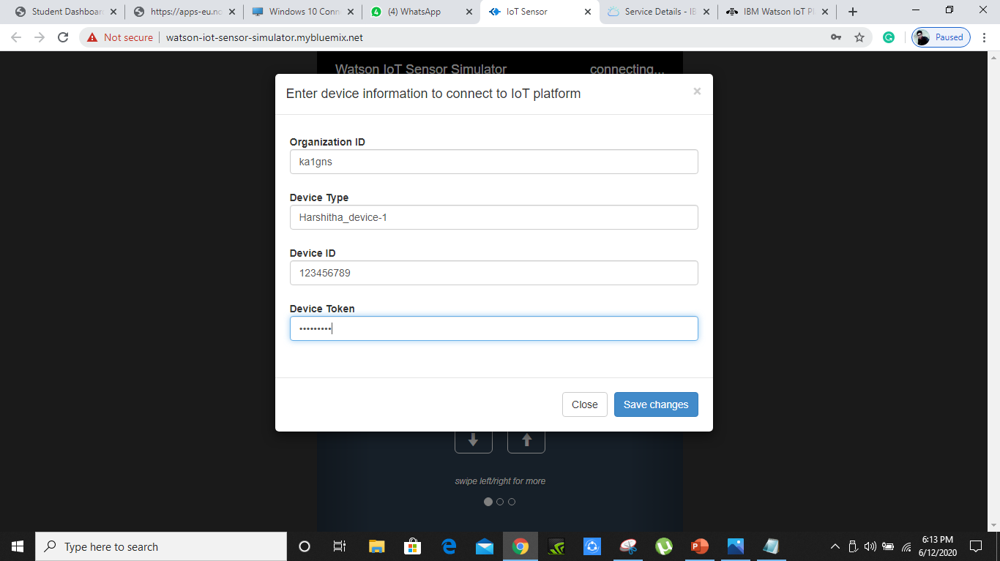 Student Dashboar
https://apps-eu.no
Windows 10 Conn
(4) WhatsApp
IoT Sensor
Service Details - IB
IBM Watson IoT Pl
Not secure
watson-iot-sensor-simulator.mybluemix.net
Paused
Watson IoT Sensor Simulator
connecting...
Enter device information to connect to IoT platform
×
Organization ID
ka1gns
Device Type
Harshitha_device-1
Device ID
123456789
Device Token
•••••••••
Close
Save changes
swipe left/right for more
Type here to search
6:13 PM
6/12/2020